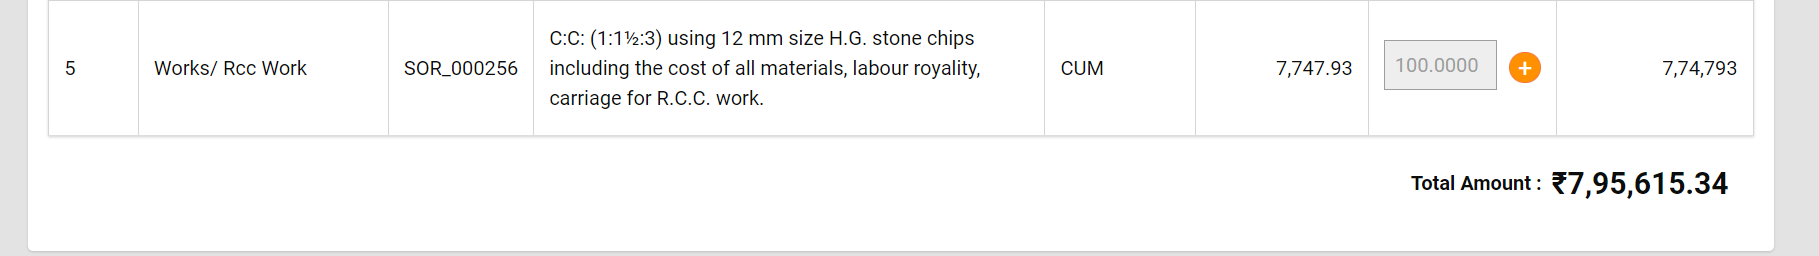 5 Works/ Rcc Work SOR_000256 C:C: (1:1½:3) using 12 mm size H.G. stone chips
including the cost of all materials, labour royality,
carriage for R.C.C. work. CUM 7,747.93 100.0000 + 7,74,793
Total Amount : ₹7,95,615.34